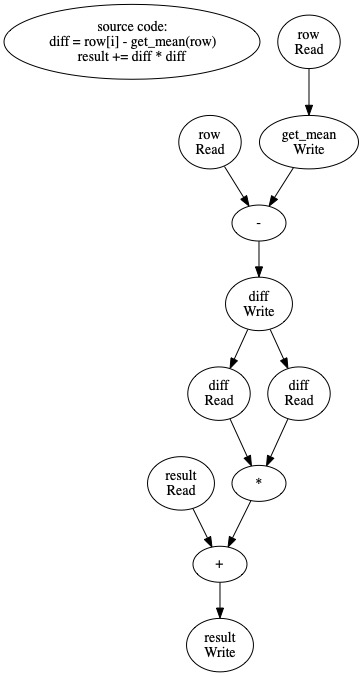 source code:
diff = row[i] - get_mean(row)
result += diff * diff
row
Read
row
Read
get_mean
Write
-
diff
Write
diff
Read
diff
Read
result
Read
*
+
result
Write